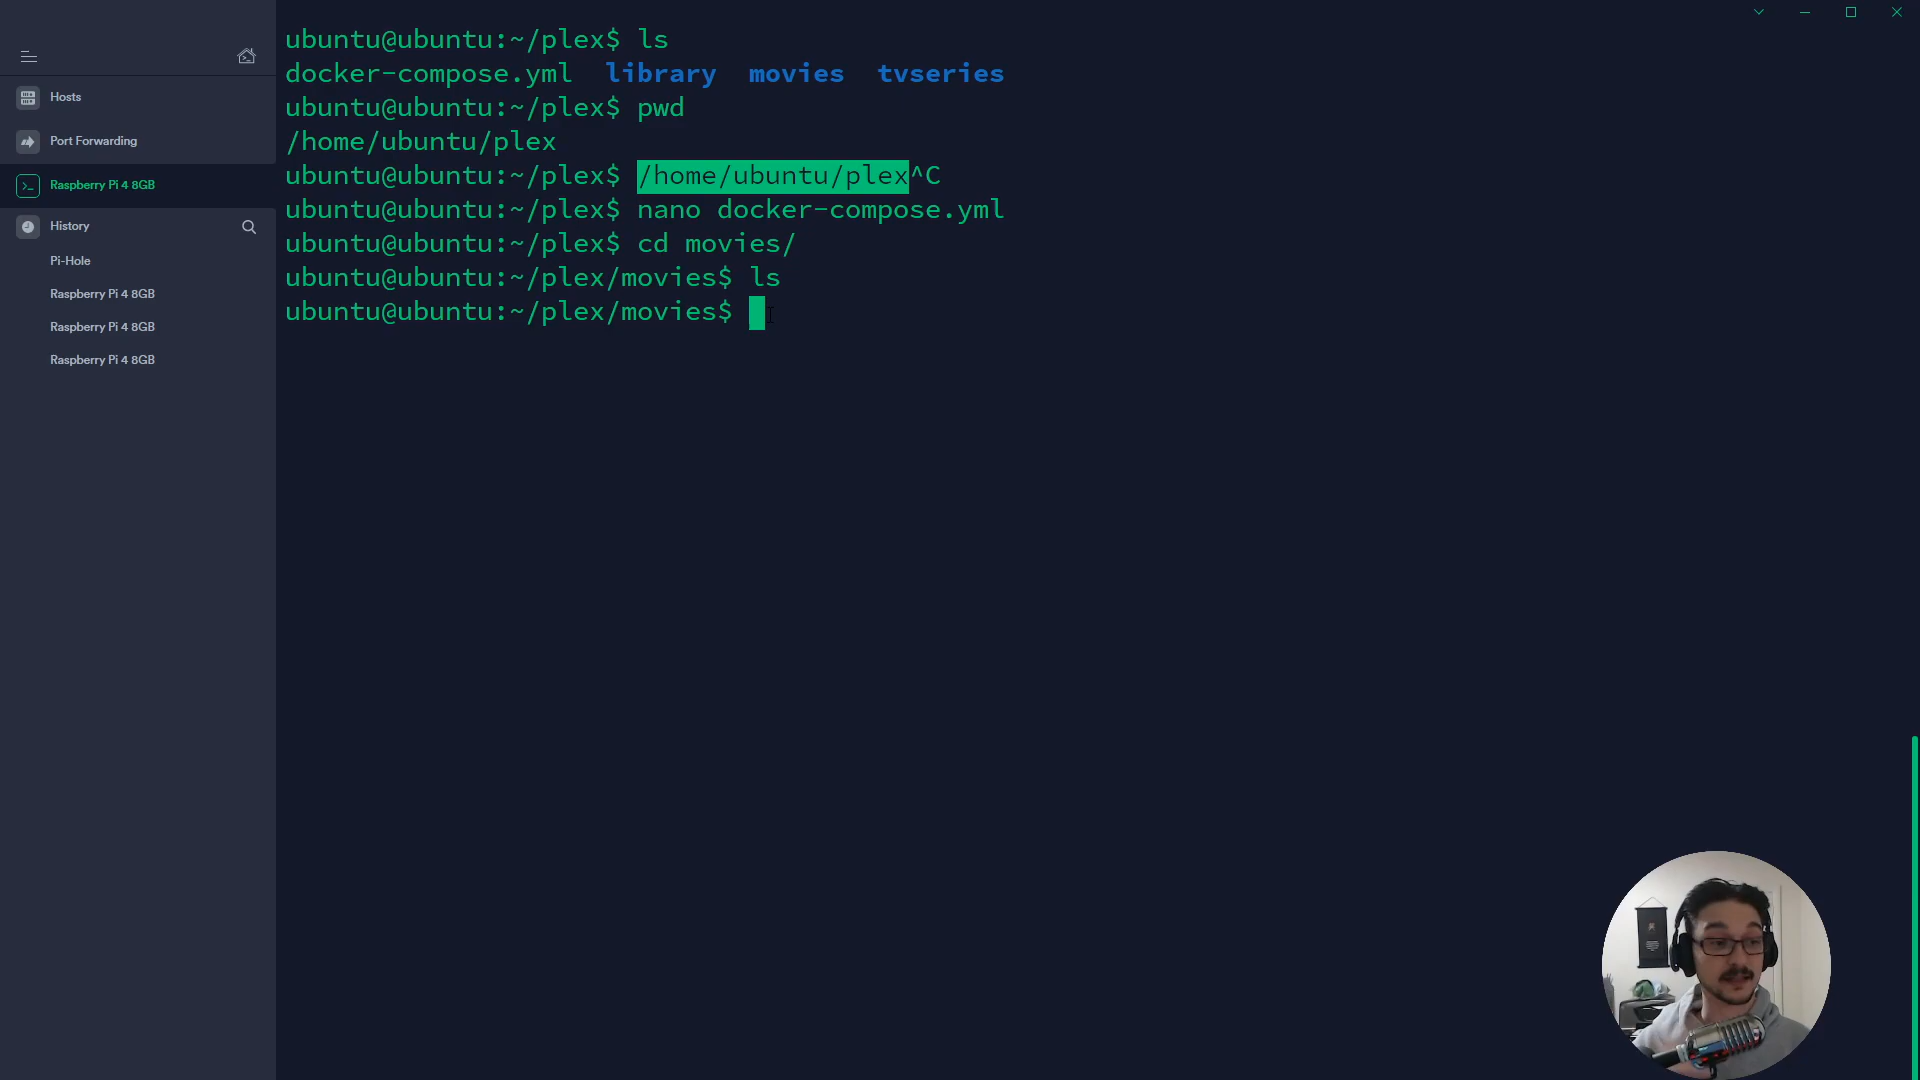 Hosts
Port Forwarding
Raspberry Pi 4 8GB
History
Pi-Hole
Raspberry Pi 4 8GB
Raspberry Pi 4 8GB
Raspberry Pi 4 8GB
ubuntu@ubuntu:~/plex$ ls
docker-compose.yml  library  movies  tvseries
ubuntu@ubuntu:~/plex$ pwd
/home/ubuntu/plex
ubuntu@ubuntu:~/plex$ /home/ubuntu/plex^C
ubuntu@ubuntu:~/plex$ nano docker-compose.yml
ubuntu@ubuntu:~/plex$ cd movies/
ubuntu@ubuntu:~/plex/movies$ ls
ubuntu@ubuntu:~/plex/movies$